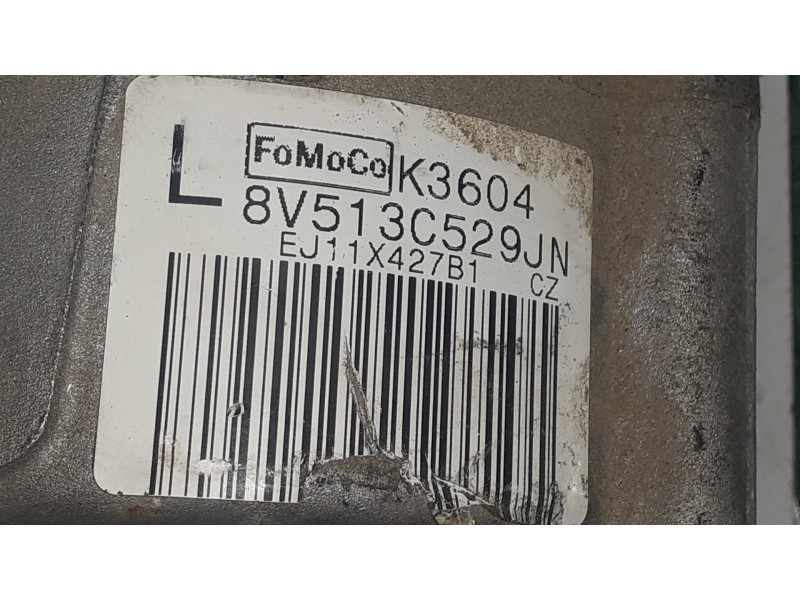 L FoMoCo K3604
8V513C529JN
EJ11X427B1 CZ